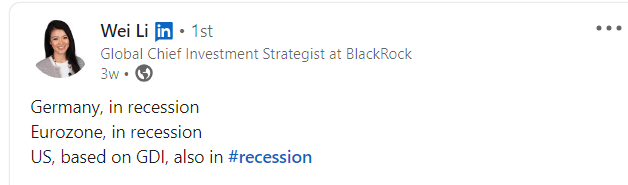 Wei Li in • 1st
Global Chief Investment Strategist at BlackRock
3w •
Germany, in recession
Eurozone, in recession
US, based on GDI, also in #recession